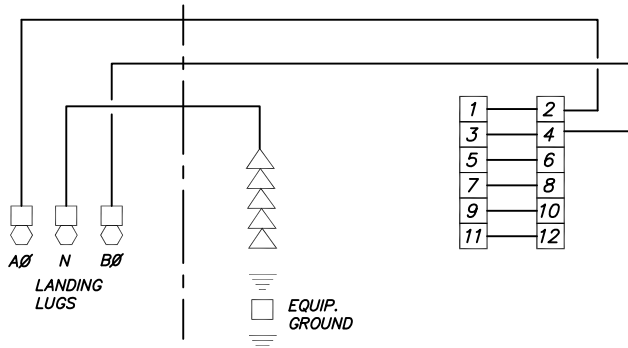 1 2
3 4
5 6
7 8
9 10
11 12
AØ N BØ
LANDING
LUGS
EQUIP.
GROUND